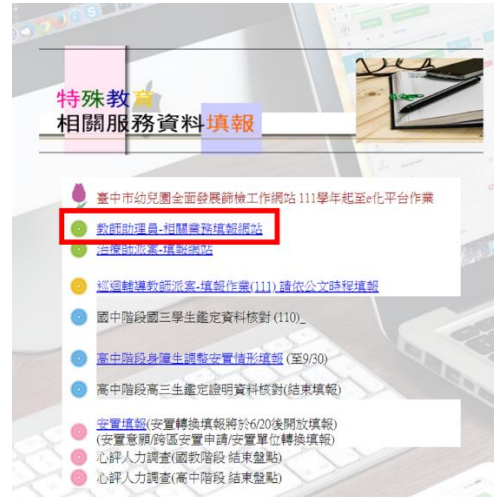 特殊教育
相關服務資料填報
臺中市幼兒園全面發展篩檢工作網站 111學年起至e化平台作業
教師助理員-相關業務填報網站
治療師派案-填報網站
巡迴輔導教師派案-填報作業(111) 請依公文時程填報
國中階段國三學生鑑定資料核對 (110)_
高中階段身障生調整安置情形填報 (至9/30)
高中階段高三生鑑定證明資料核對(結束填報)
安置填報(安置轉換填報將於6/20後開放填報)
(安置意願/跨區安置申請/安置單位轉換填報)
心評人力調查(國教階段 結束盤點)
心評人力調查(高中階段 結束盤點)